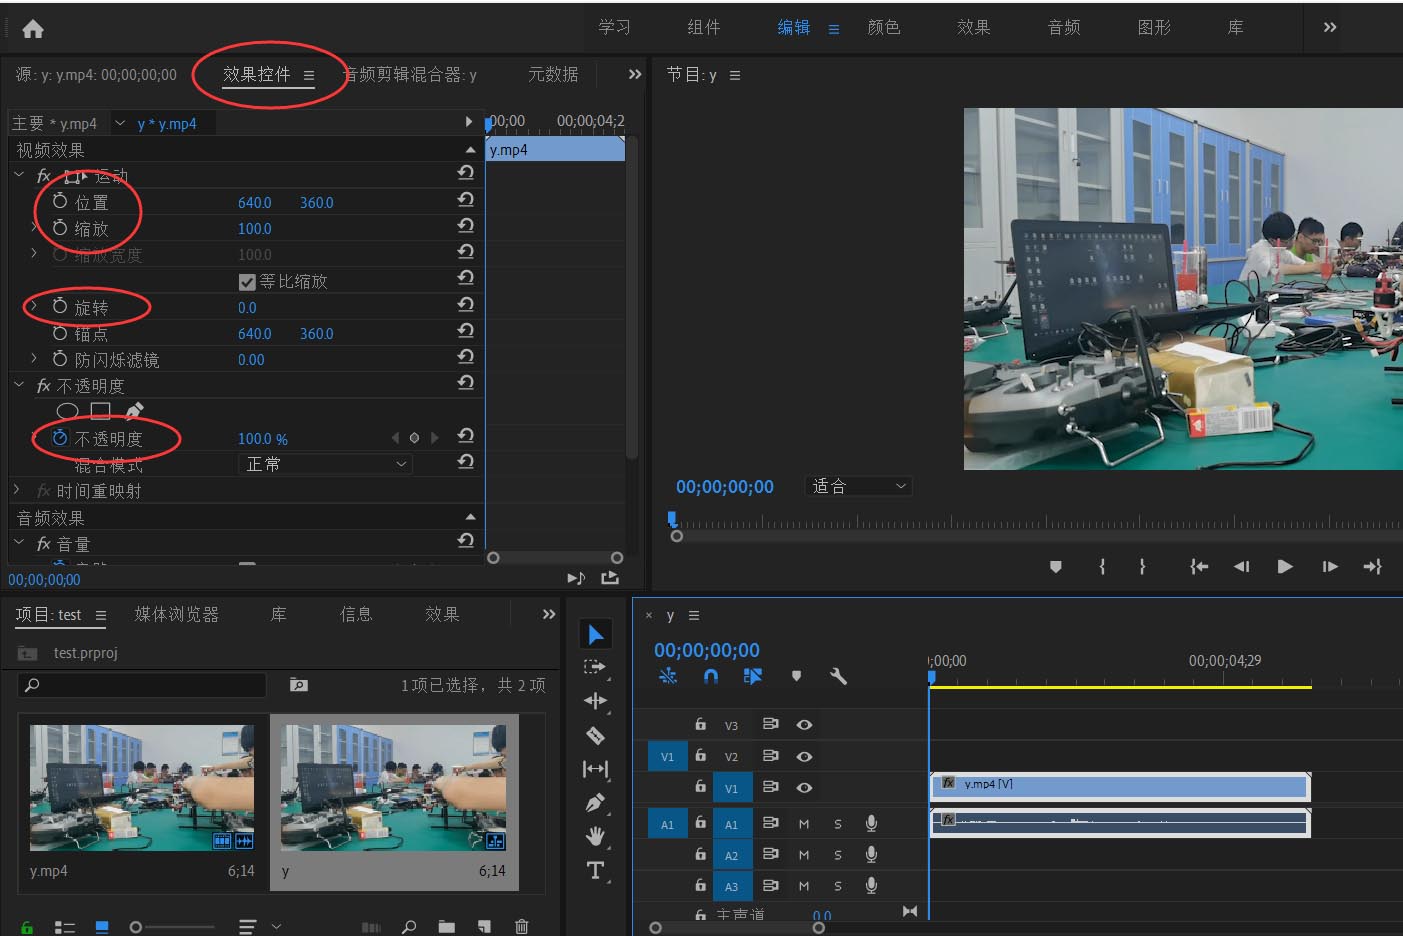 学习 组件 编辑 颜色 效果 音频 图形 库
源: y: y.mp4: 00;00;00;00 效果控件 音频剪辑混合器: y 元数据
主要 * y.mp4 y * y.mp4
00;00 00;00;04;2
视频效果
y.mp4
fx 运动
位置 640.0 360.0
缩放 100.0
缩放宽度 100.0
等比缩放
旋转 0.0
锚点 640.0 360.0
防闪烁滤镜 0.00
fx 不透明度
不透明度 100.0 %
混合模式 正常
fx 时间重映射
音频效果
fx 音量
00;00;00;00
节目: y
00;00;00;00 适合
项目: test 媒体浏览器 库 信息 效果
test.prproj
1项已选择，共 2 项
y.mp4 6;14
y 6;14
T
× y
00;00;00;00
;00;00 00;00;04;29
V3
V1 V2
V1 fx y.mp4 [V]
A1 A1 M S fx
A2 M S
A3 M S
主声道 0.0